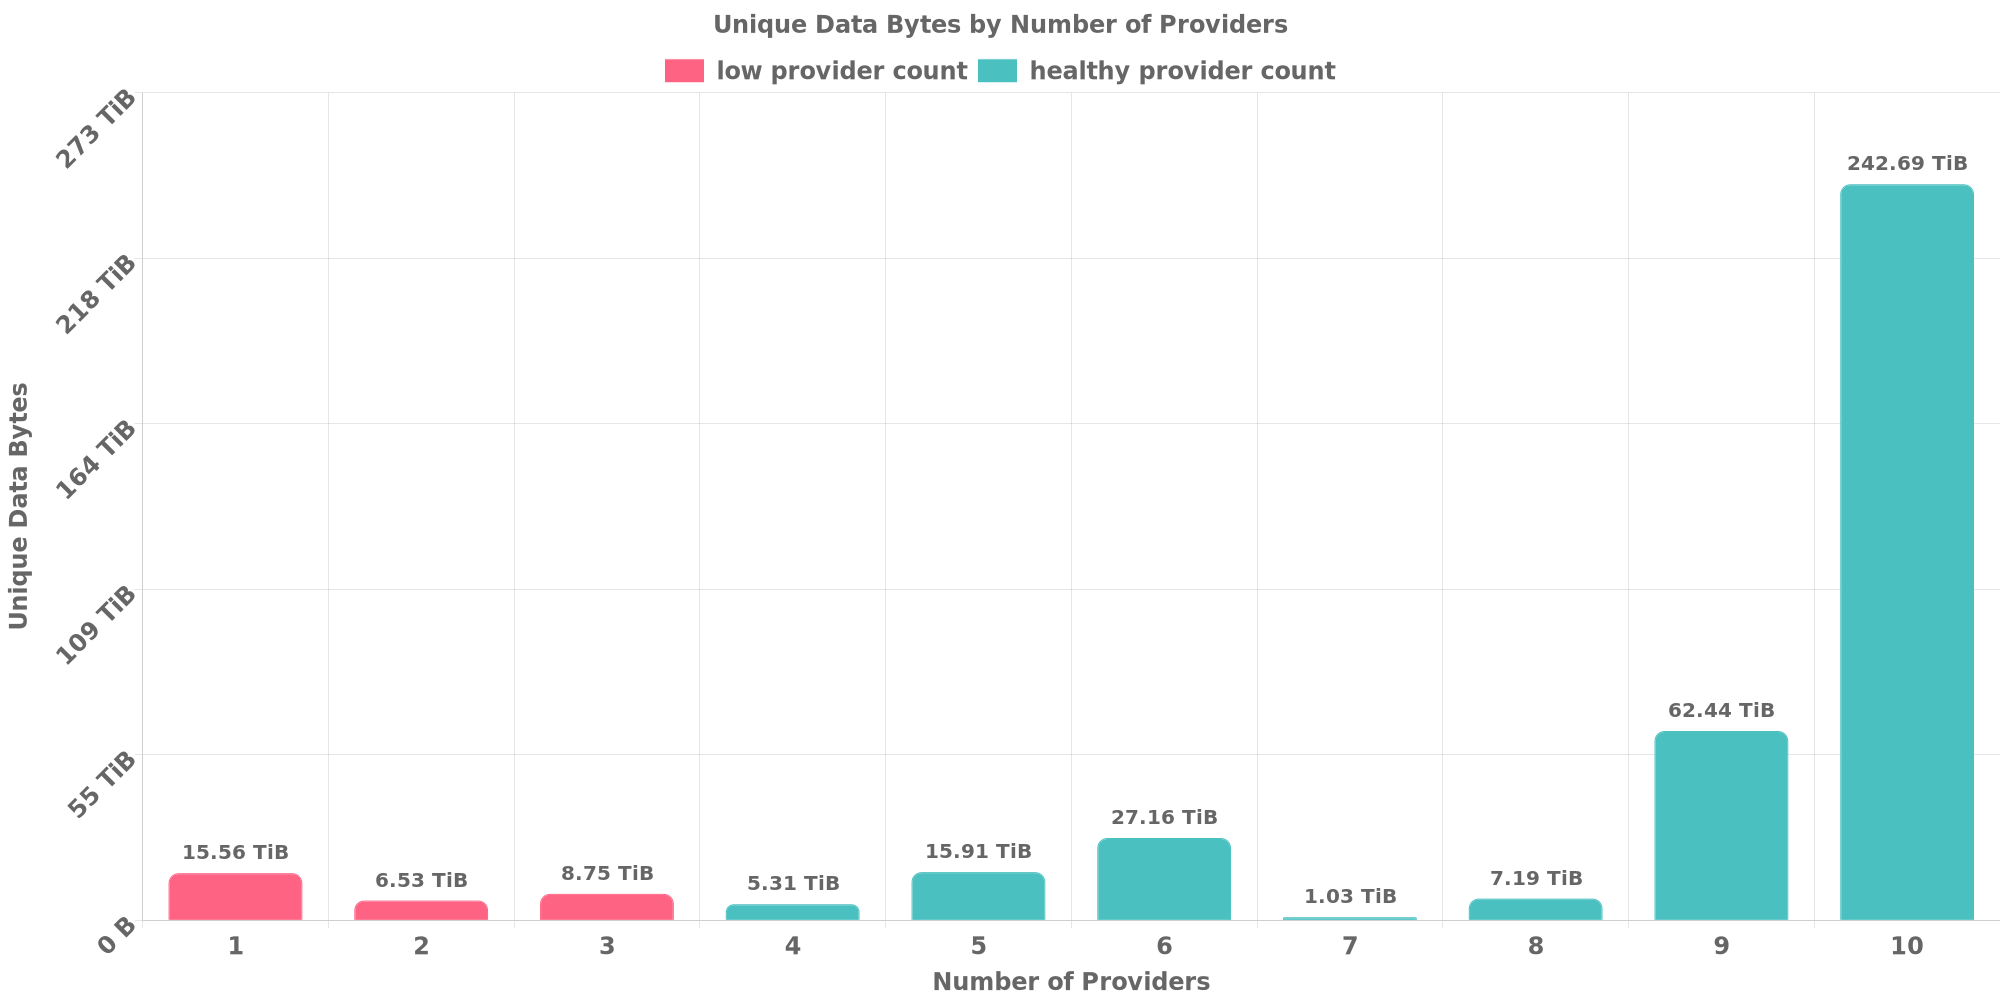 Unique Data Bytes by Number of Providers
low provider count healthy provider count
273 TiB
218 TiB
164 TiB
109 TiB
55 TiB
0 B
Unique Data Bytes
15.56 TiB
6.53 TiB
8.75 TiB
5.31 TiB
15.91 TiB
27.16 TiB
1.03 TiB
7.19 TiB
62.44 TiB
242.69 TiB
1 2 3 4 5 6 7 8 9 10
Number of Providers